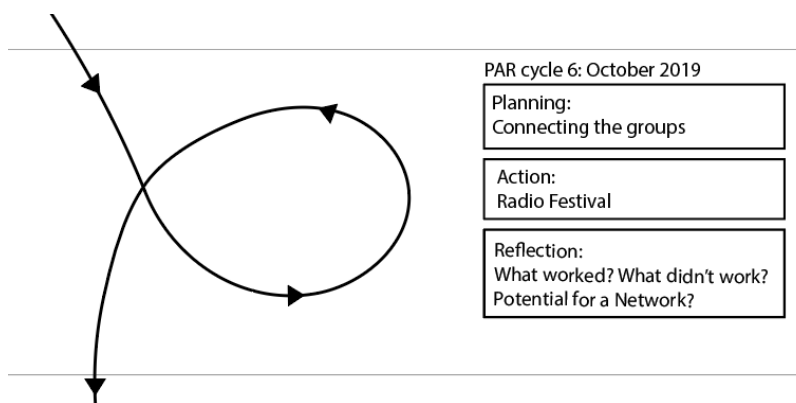 PAR cycle 6: October 2019
Planning:
Connecting the groups
Action:
Radio Festival
Reflection:
What worked? What didn't work?
Potential for a Network?